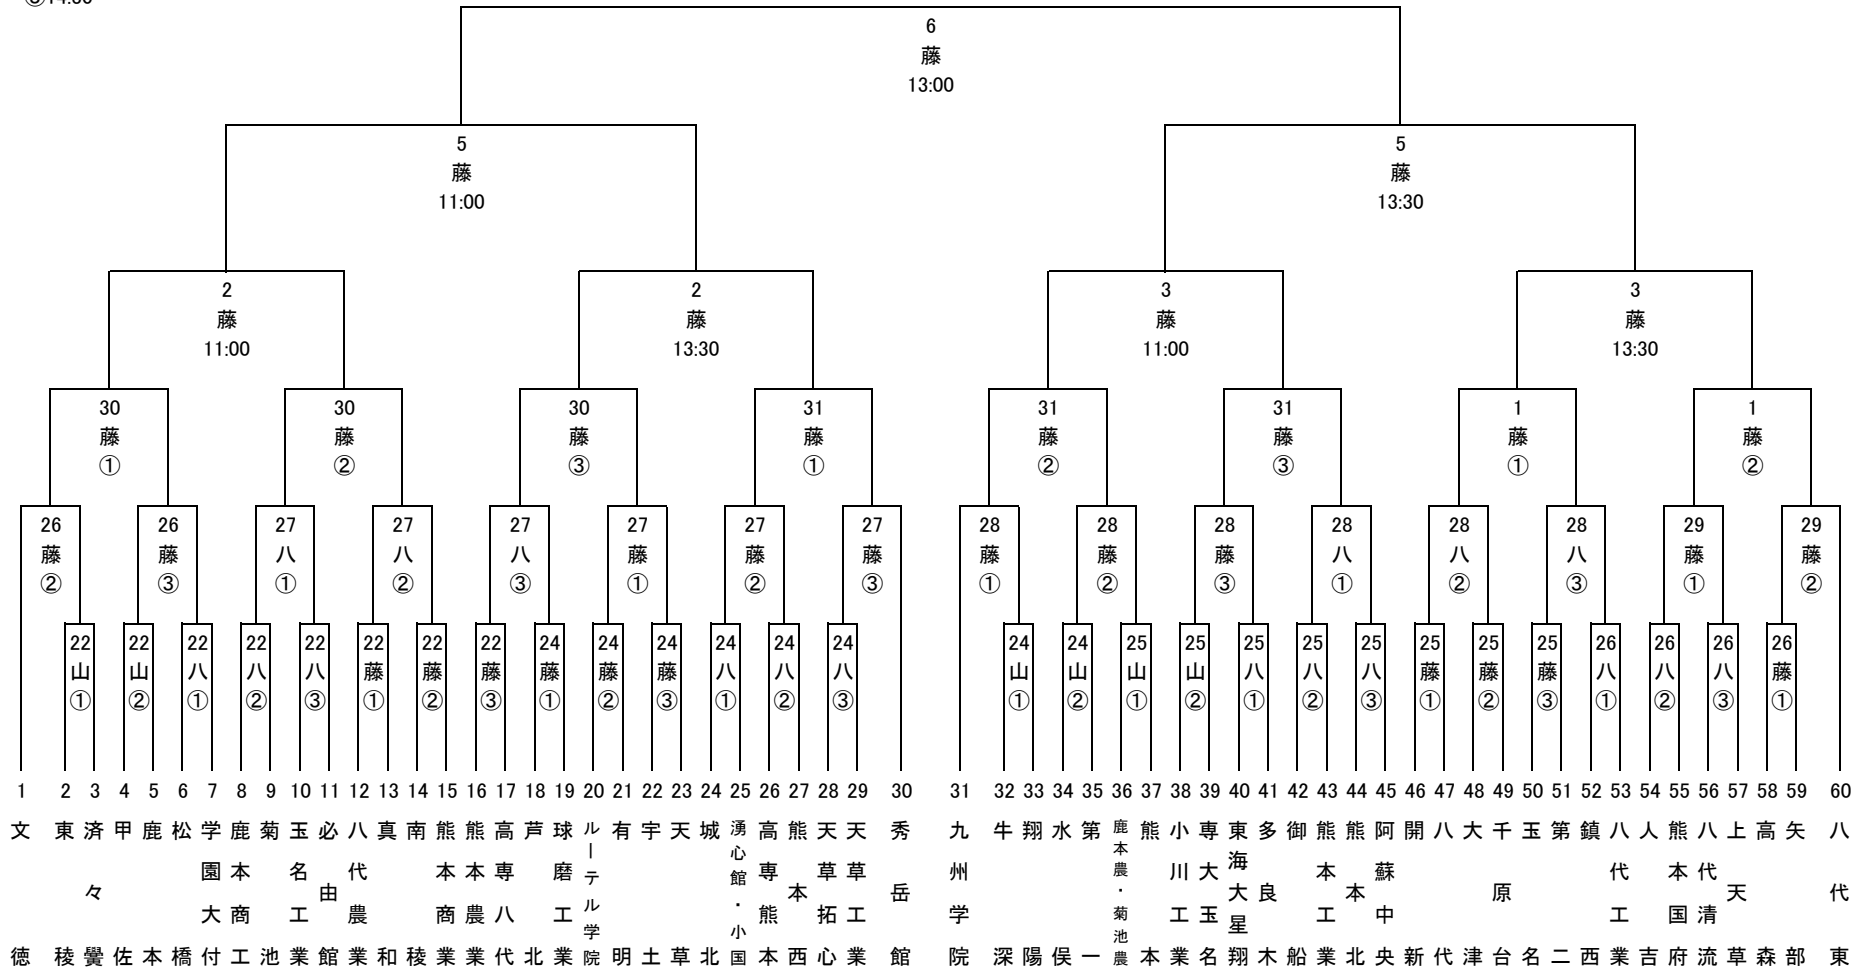 6
藤
13:00
5
藤
11:00
5
藤
13:30
2
藤
11:00
2
藤
13:30
3
藤
11:00
3
藤
13:30
30 30 30 31 31 31 1 1
藤 藤 藤 藤 藤 藤 藤 藤
① ② ③ ① ② ③ ① ②
26 26 27 27 27 27 27 27 28 28 28 28 28 28 29 29
藤 藤 八 八 八 藤 藤 藤 藤 藤 藤 八 八 八 藤 藤
② ③ ① ② ③ ① ② ③ ① ② ③ ① ② ③ ① ②
22 22 22 22 22 22 22 22 24 24 24 24 24 24 24 24 25 25 25 25 25 25 25 25 26 26 26 26
山 山 八 八 八 藤 藤 藤 藤 藤 藤 八 八 八 山 山 山 山 八 八 八 藤 藤 藤 八 八 八 藤
① ② ① ② ③ ① ② ③ ① ② ③ ① ② ③ ① ② ① ② ① ② ③ ① ② ③ ① ② ③ ①
1 文徳
2 東稜
3 済々黌
4 甲佐
5 鹿本
6 松橋
7 学園大付
8 鹿本商工
9 菊池
10 玉名工業
11 必由館
12 八代農業
13 真和
14 南稜
15 熊本商業
16 熊本農業
17 高専八代
18 芦北
19 球磨工業
20 ルーテル学院
21 有明
22 宇土
23 天草
24 城北
25 湧心館・小国
26 高専熊本
27 熊本西
28 天草拓心
29 天草工業
30 秀岳館
31 九州学院
32 牛深
33 翔陽
34 水俣
35 第一
36 鹿本農・菊池農
37 熊本
38 小川工業
39 専大玉名
40 東海大星翔
41 多良木
42 御船
43 熊本工業
44 熊本北
45 阿蘇中央
46 開新
47 八代
48 大津
49 千原台
50 玉名
51 第二
52 鎮西
53 八代工業
54 人吉
55 熊本国府
56 八代清流
57 上天草
58 高森
59 矢部
60 八代東